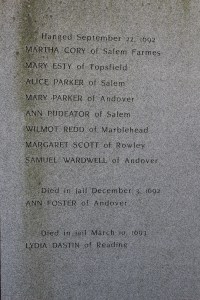 Hanged September 22, 1692
MARTHA CORY of Salem Farmes
MARY ESTY of Topsfield
ALICE PARKER of Salem
MARY PARKER of Andover
ANN PUDEATOR of Salem
WILMOT REDD of Marblehead
MARGARET SCOTT of Rowley
SAMUEL WARDWELL of Andover
Died in jail December 3, 1692
ANN FOSTER of Andover
Died in jail March 10, 1693
LYDIA DASTIN of Reading